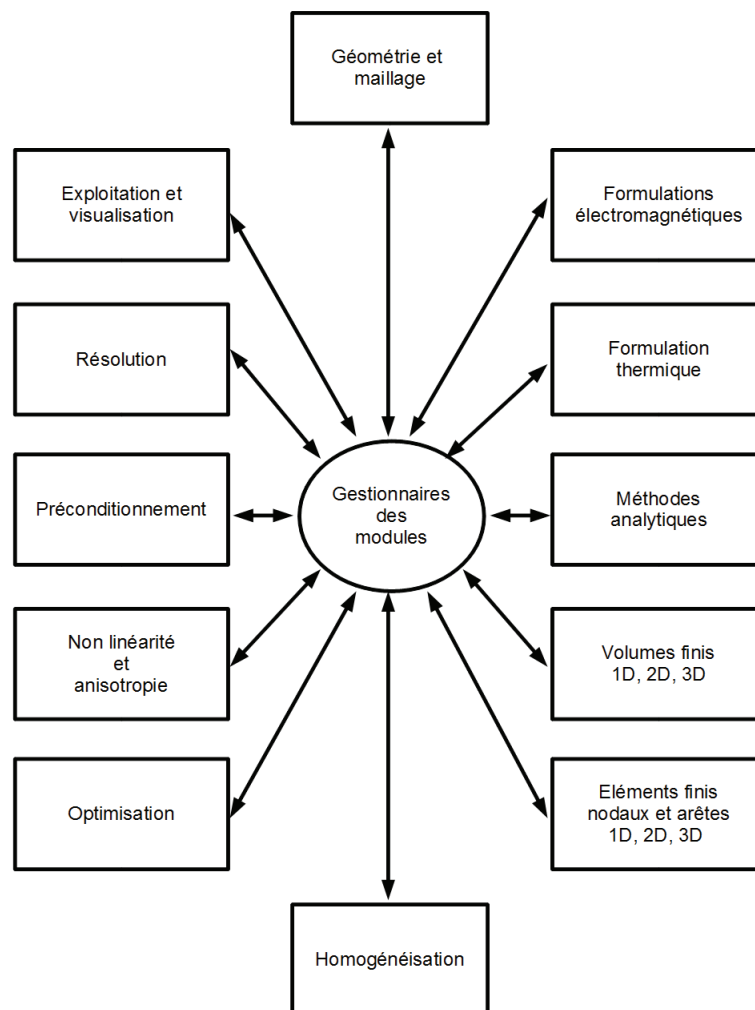 Géométrie et
maillage
Exploitation et
visualisation
Formulations
électromagnétiques
Résolution
Formulation
thermique
Préconditionnement
Gestionnaires
des
modules
Méthodes
analytiques
Non linéarité
et
anisotropie
Volumes finis
1D, 2D, 3D
Optimisation
Eléments finis
nodaux et arêtes
1D, 2D, 3D
Homogénéisation